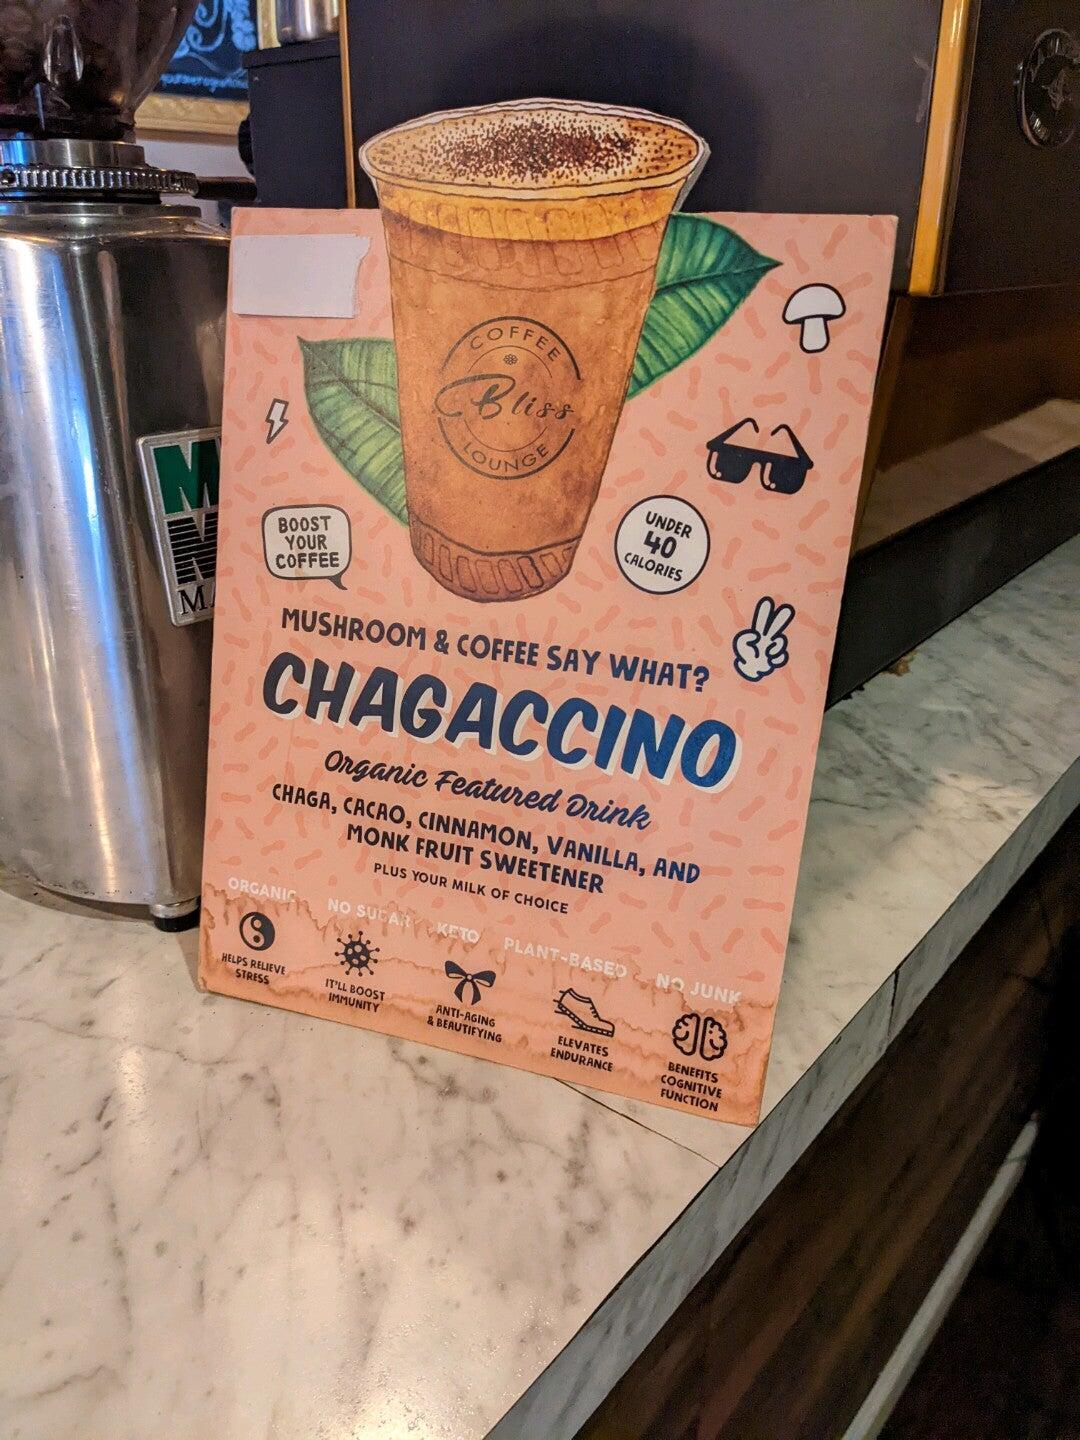 COFFEE
Bliss
LOUNGE
BOOST
YOUR
COFFEE
UNDER
40
CALORIES
MUSHROOM & COFFEE SAY WHAT?
CHAGACCINO
Organic Featured Drink
CHAGA, CACAO, CINNAMON, VANILLA, AND
MONK FRUIT SWEETENER
PLUS YOUR MILK OF CHOICE
ORGANIC NO SUGAR KETO PLANT-BASED NO JUNK
HELPS RELIEVE
STRESS
IT'LL BOOST
IMMUNITY
ANTI-AGING
& BEAUTIFYING
ELEVATES
ENDURANCE
BENEFITS
COGNITIVE
FUNCTION